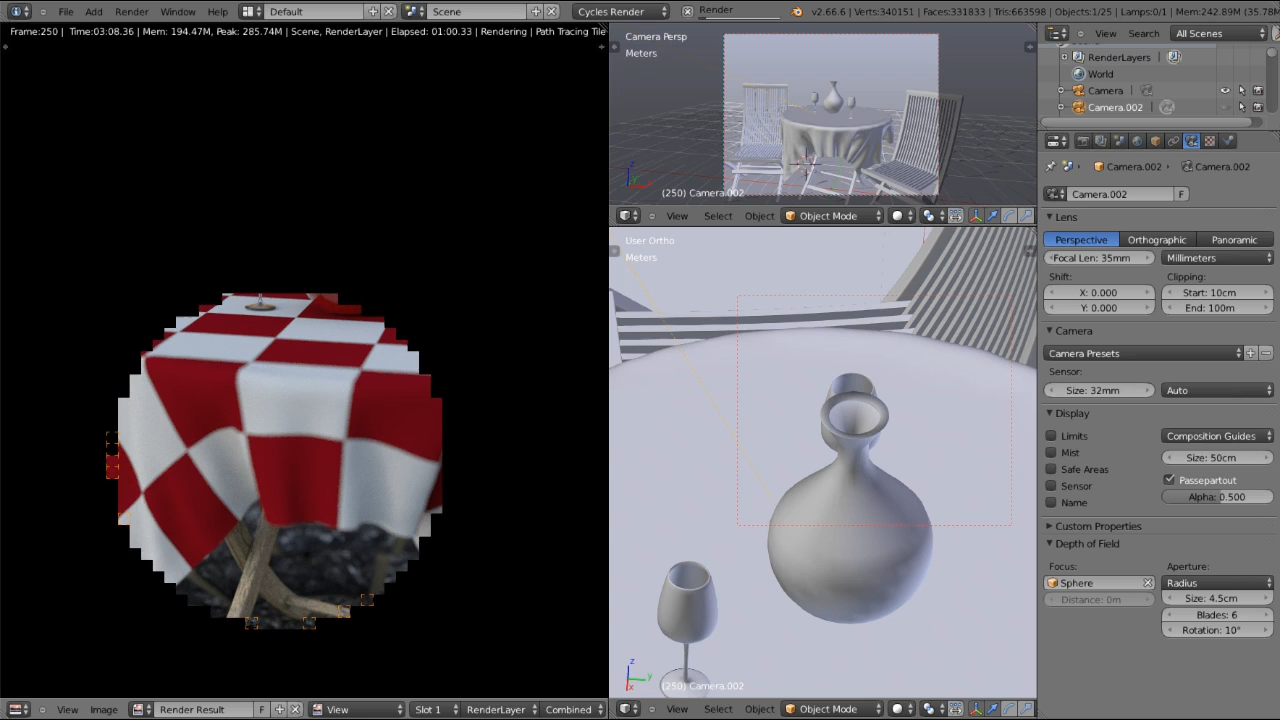 File Add Render Window Help Default Scene Cycles Render Render v2.66.6 | Verts:340151 | Faces:331833 | Tris:663598 | Objects:1/25 | Lamps:0/1 | Mem:242.89M (35.78M
Frame:250 | Time:03:08.36 | Mem: 194.47M, Peak: 285.74M | Scene, RenderLayer | Elapsed: 01:00.33 | Rendering | Path Tracing Tile
Camera Persp
Meters
(250) Camera.002
View Select Object Object Mode
User Ortho
Meters
(250) Camera.002
View Select Object Object Mode
View Image Render Result F View Slot 1 RenderLayer Combined
View Search All Scenes
RenderLayers |
World
Camera |
Camera.002 |
Camera.002 Camera.002
Camera.002 F
Lens
Perspective Orthographic Panoramic
Focal Len: 35mm Millimeters
Shift: Clipping:
X: 0.000 Start: 10cm
Y: 0.000 End: 100m
Camera
Camera Presets
Sensor:
Size: 32mm Auto
Display
Limits Composition Guides
Mist Size: 50cm
Safe Areas Passepartout
Sensor Alpha: 0.500
Name
Custom Properties
Depth of Field
Focus: Aperture:
Sphere Radius
Distance: 0m Size: 4.5cm
Blades: 6
Rotation: 10°